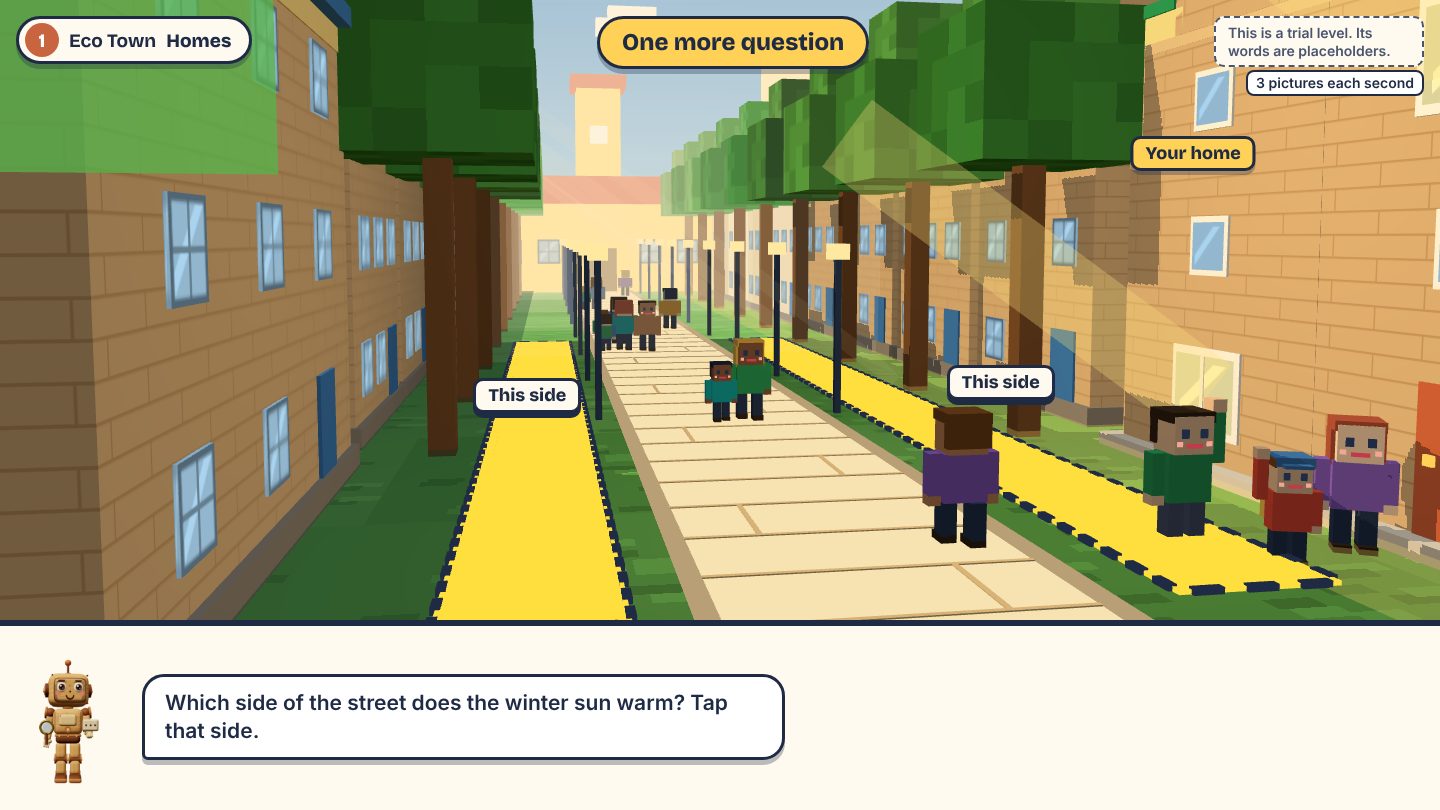 1 Eco Town Homes
One more question
This is a trial level. Its
words are placeholders.
3 pictures each second
Your home
This side
This side
Which side of the street does the winter sun warm? Tap
that side.